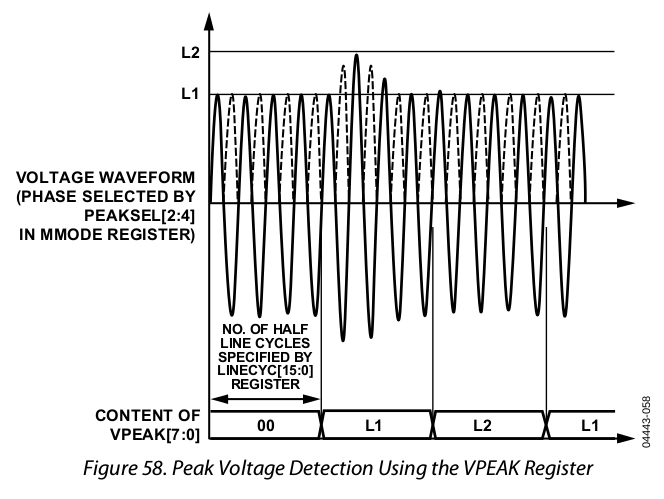 L2
L1
VOLTAGE WAVEFORM
(PHASE SELECTED BY
PEAKSEL[2:4]
IN MMODE REGISTER)
NO. OF HALF
LINE CYCLES
SPECIFIED BY
LINECYC[15:0]
REGISTER
CONTENT OF
VPEAK[7:0]
00
L1
L2
L1
04443-058
Figure 58. Peak Voltage Detection Using the VPEAK Register